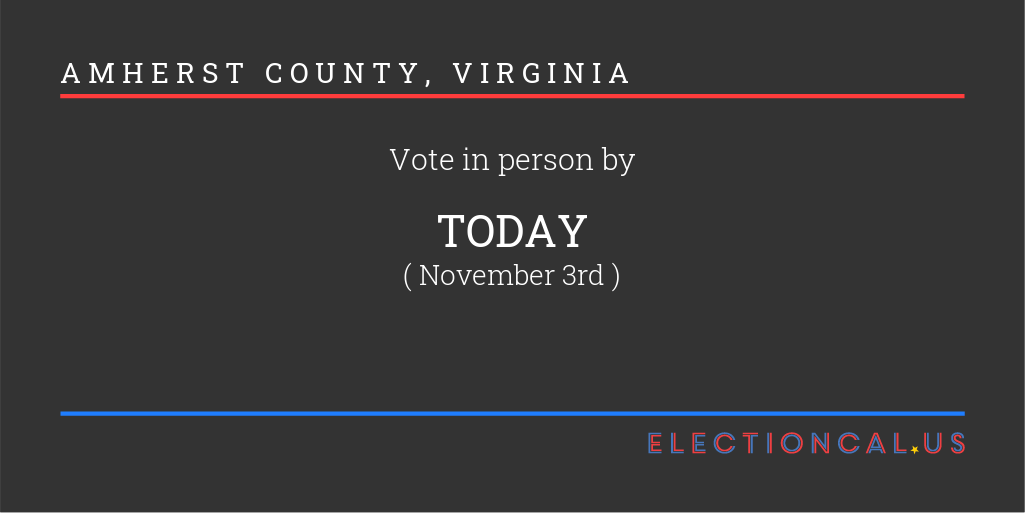 AMHERST COUNTY, VIRGINIA
Vote in person by
TODAY
( November 3rd )
ELECTIONCAL.US